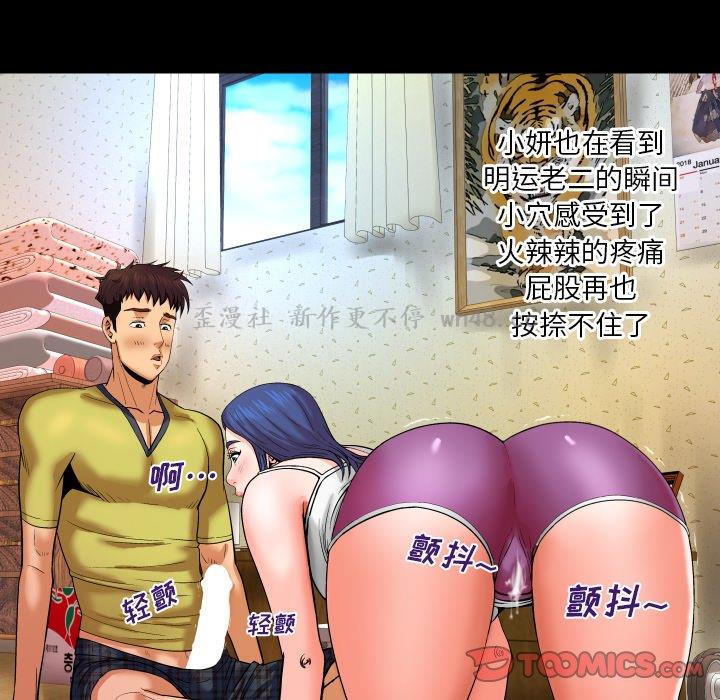 2018 January
小妍也在看到
明运老二的瞬间
小穴感受到了
火辣辣的疼痛
屁股再也
按捺不住了
歪漫社 新作更不停 wh48.
啊…
颤抖~
轻颤
轻颤
颤抖~
TOOMICS.COM